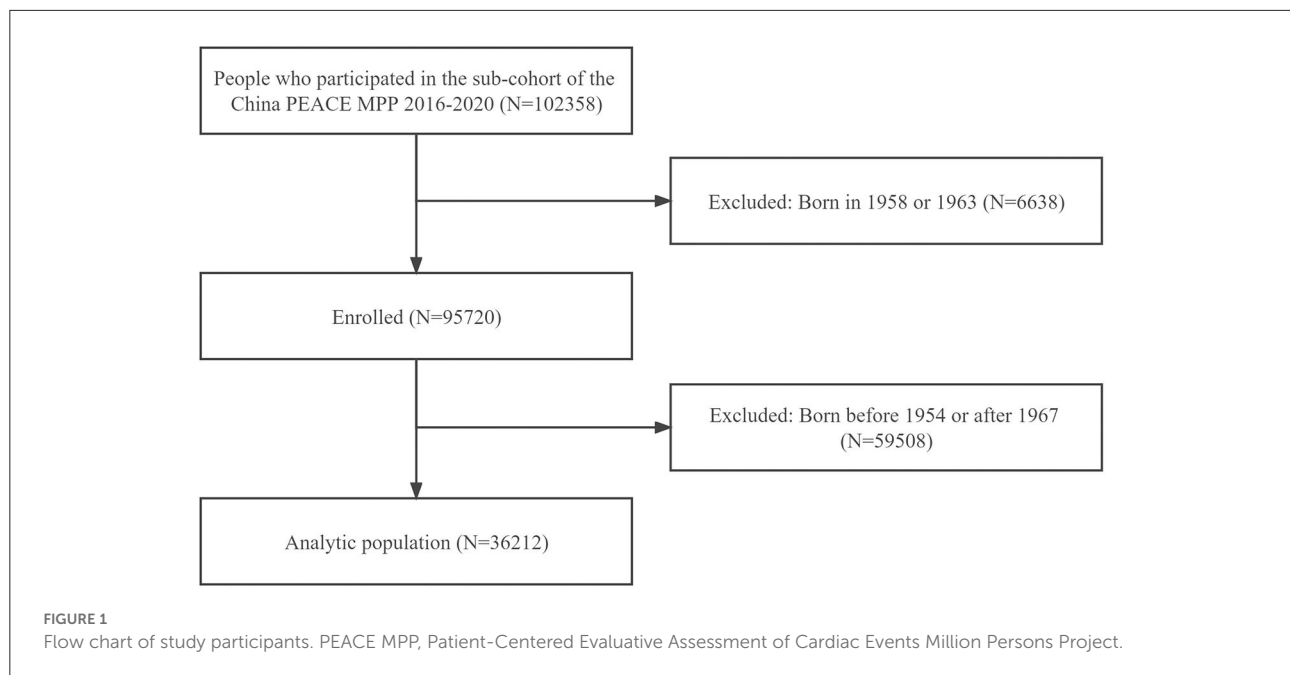 People who participated in the sub-cohort of the
China PEACE MPP 2016-2020 (N=102358)
Excluded: Born in 1958 or 1963 (N=6638)
Enrolled (N=95720)
Excluded: Born before 1954 or after 1967
(N=59508)
Analytic population (N=36212)
FIGURE 1
Flow chart of study participants. PEACE MPP, Patient-Centered Evaluative Assessment of Cardiac Events Million Persons Project.